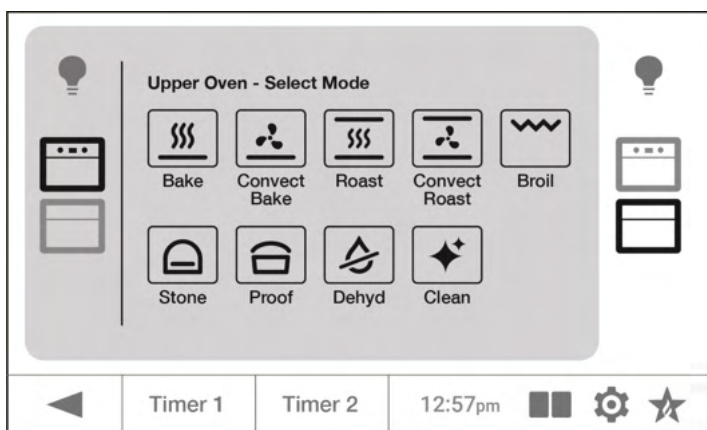 Upper Oven - Select Mode
Bake
Convect
Bake
Roast
Convect
Roast
Broil
Stone
Proof
Dehyd
Clean
Timer 1
Timer 2
12:57pm